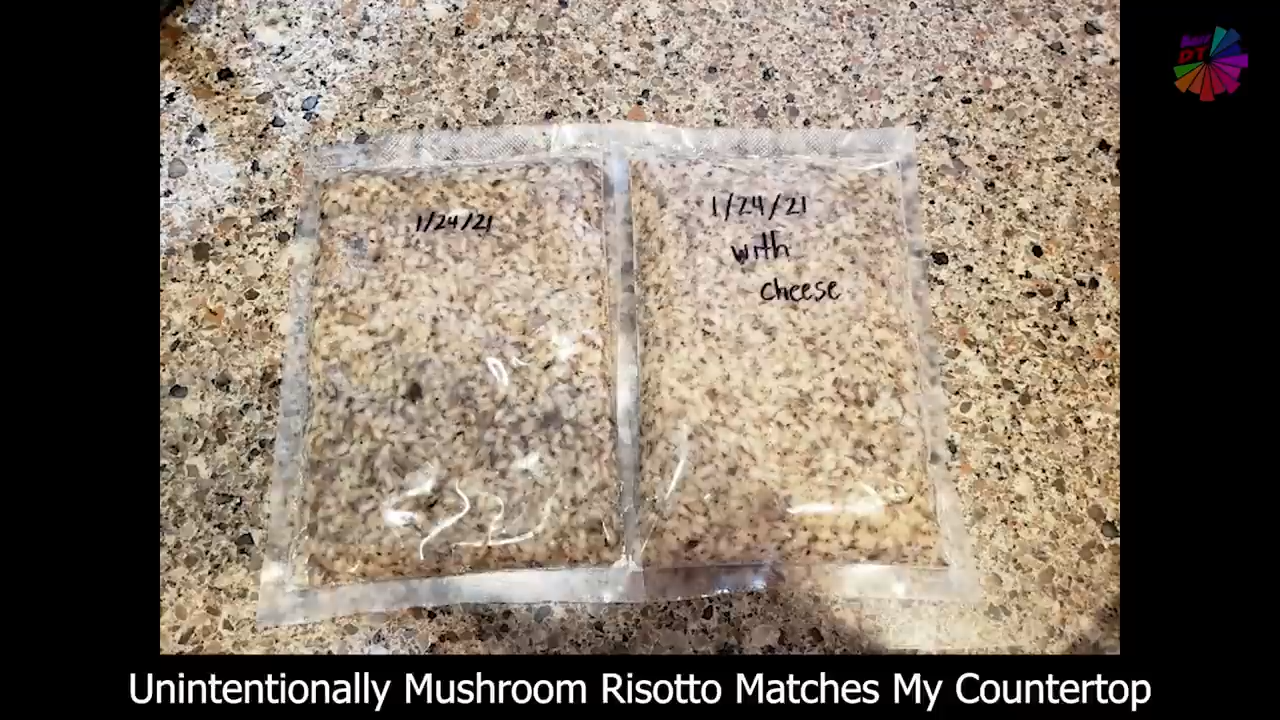 1/24/21
1/24/21
with
cheese
Unintentionally Mushroom Risotto Matches My Countertop